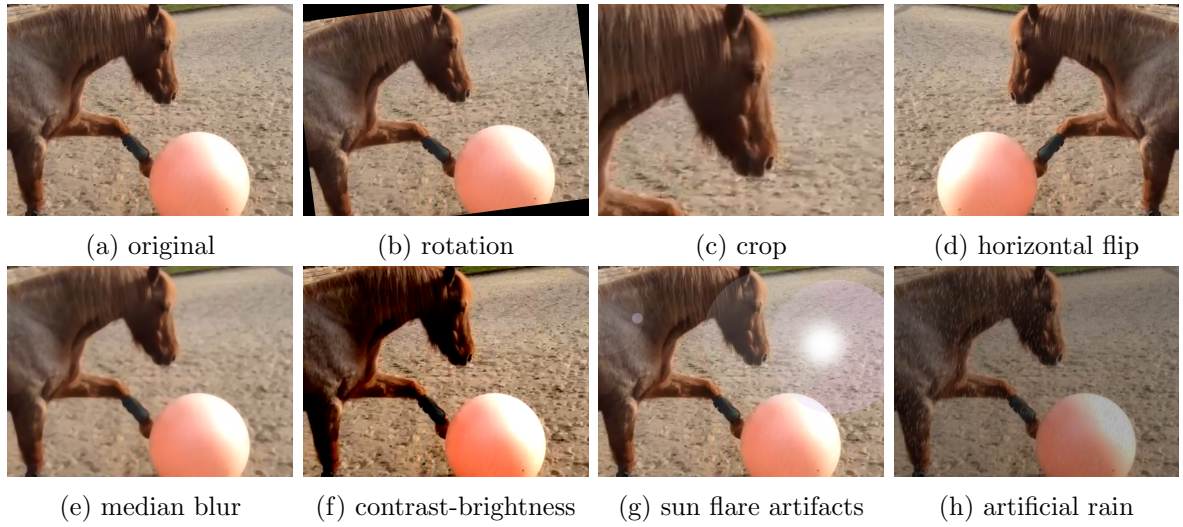 (a) original
(b) rotation
(c) crop
(d) horizontal flip
(e) median blur
(f) contrast-brightness
(g) sun flare artifacts
(h) artificial rain